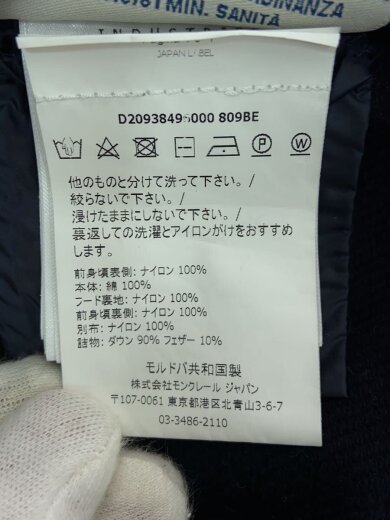 DINANZA
MIN. SANITÀ
JAPAN LABEL
D20938496000 809BE
他のものと分けて洗って下さい。/
絞らないで下さい。/
浸けたままにしないで下さい。/
裏返しての洗濯とアイロンがけをおすすめ
します。
前身頃表側: ナイロン 100%
本体: 綿 100%
フード裏地: ナイロン 100%
前身頃裏側: ナイロン 100%
別布: ナイロン 100%
詰物: ダウン 90% フェザー 10%
モルドバ共和国製
株式会社モンクレール ジャパン
〒107-0061 東京都港区北青山3-6-7
03-3486-2110